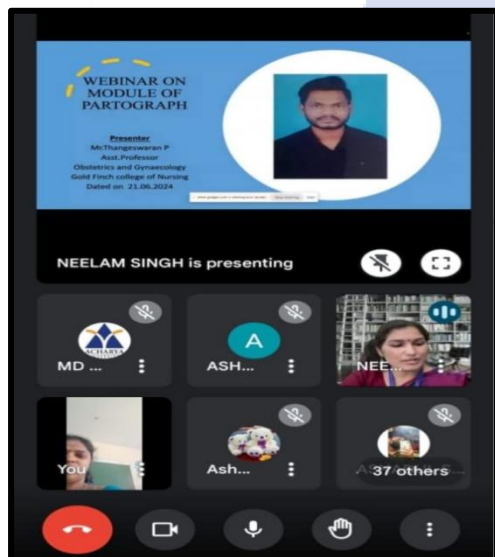 WEBINAR ON
MODULE OF
PARTOGRAPH
Presenter
Mr.Thangeswaran P
Asst.Professor
Obstetrics and Gynaecology
Gold Finch college of Nursing
Dated on 21.06.2024
NEELAM SINGH is presenting
ACHARYA
MD ...
A
ASH...
NEE...
You
Ash...
37 others